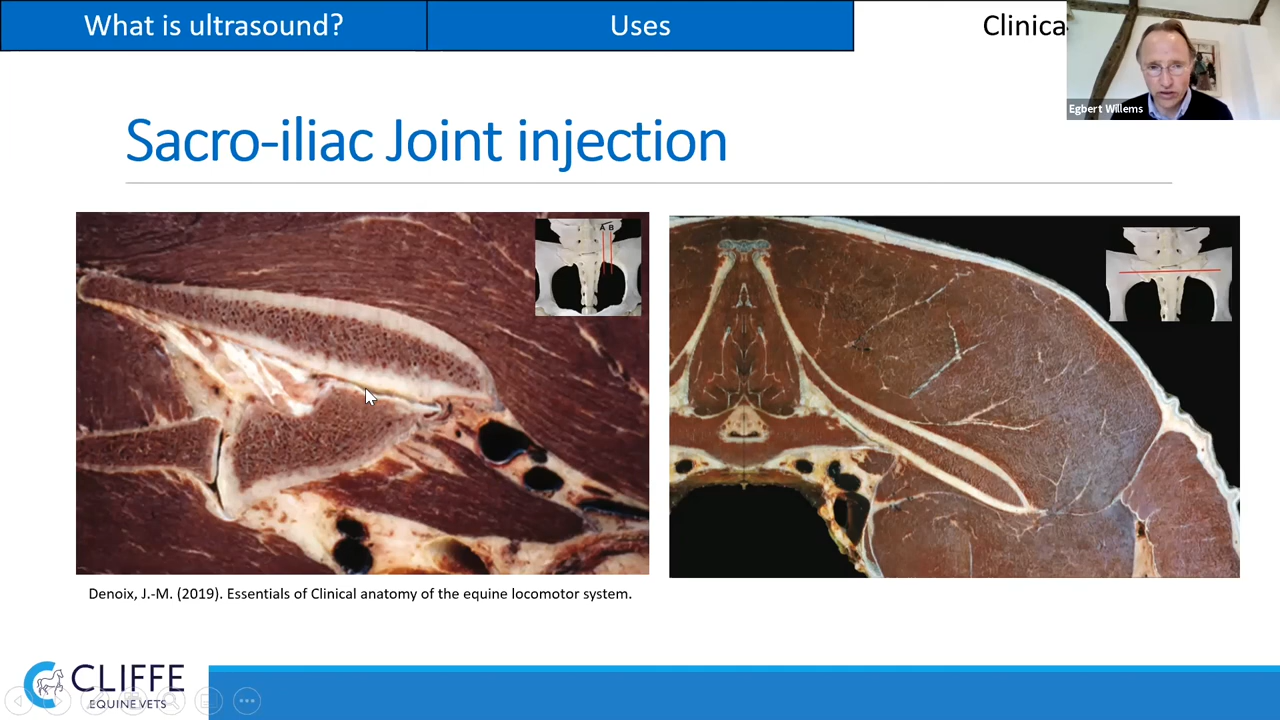 What is ultrasound?
Uses
Clinica
Egbert Willems
Sacro-iliac Joint injection
A B
Denoix, J.-M. (2019). Essentials of Clinical anatomy of the equine locomotor system.
CLIFFE
EQUINE VETS